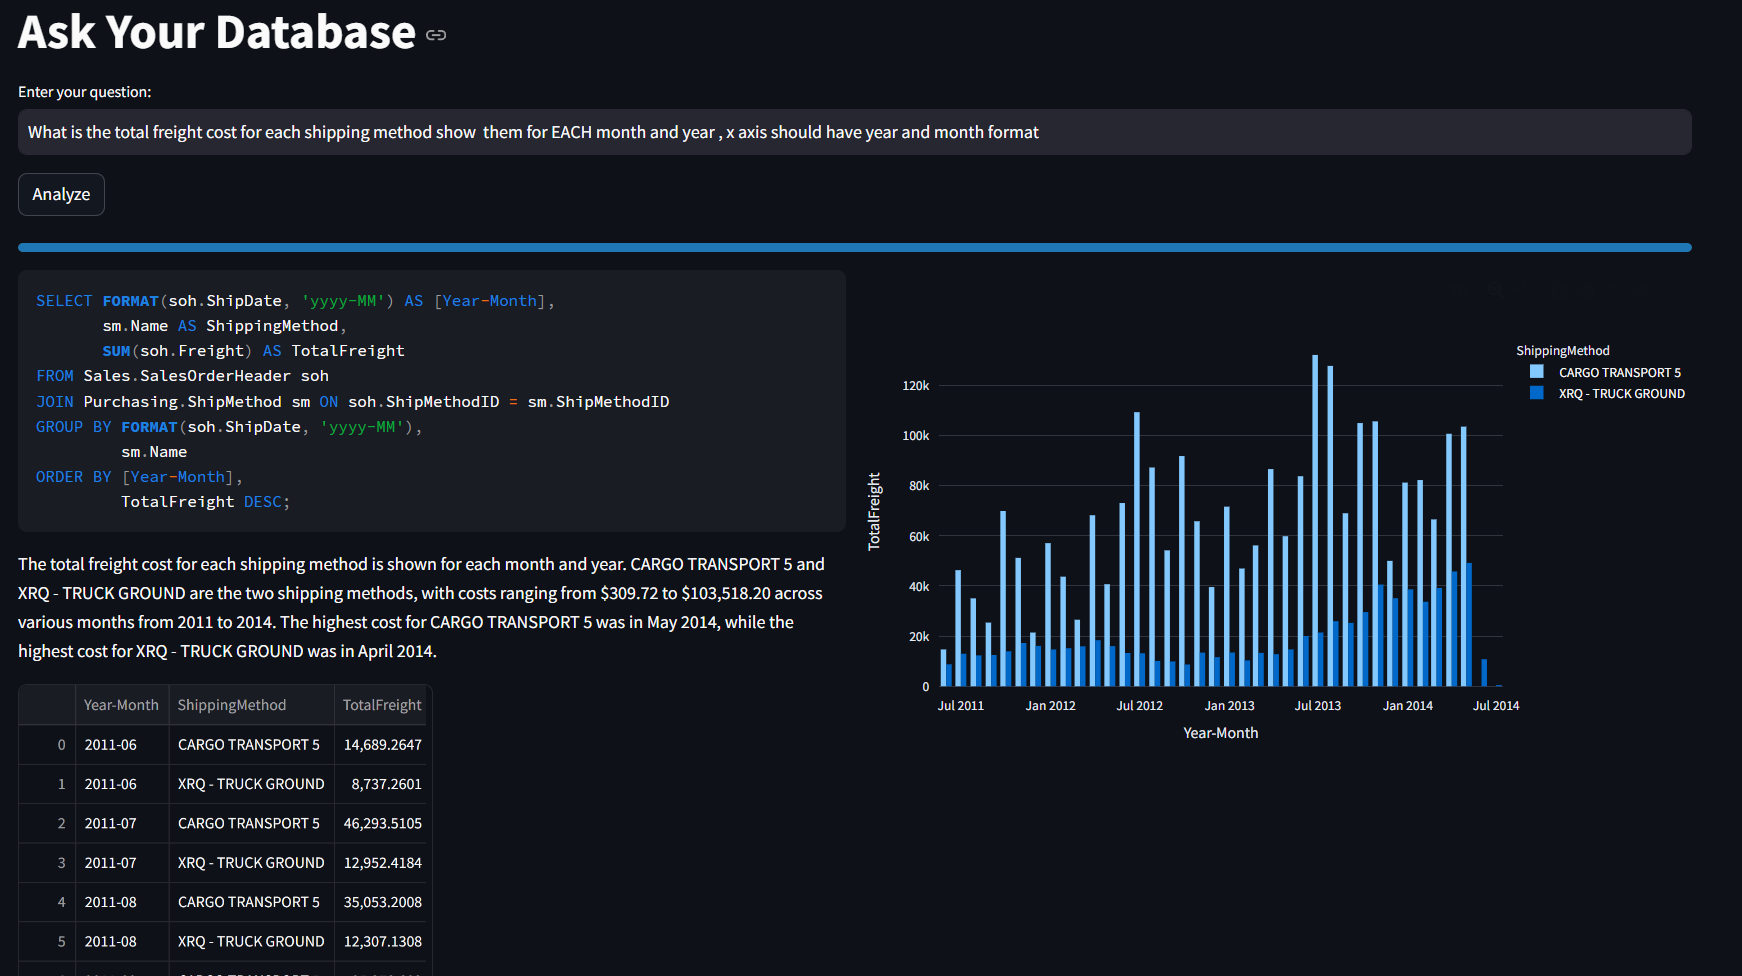 Ask Your Database
Enter your question:
What is the total freight cost for each shipping method show  them for EACH month and year , x axis should have year and month format
Analyze
SELECT FORMAT(soh.ShipDate, 'yyyy-MM') AS [Year-Month],
sm.Name AS ShippingMethod,
SUM(soh.Freight) AS TotalFreight
FROM Sales.SalesOrderHeader soh
JOIN Purchasing.ShipMethod sm ON soh.ShipMethodID = sm.ShipMethodID
GROUP BY FORMAT(soh.ShipDate, 'yyyy-MM'),
sm.Name
ORDER BY [Year-Month],
TotalFreight DESC;
The total freight cost for each shipping method is shown for each month and year. CARGO TRANSPORT 5 and
XRQ - TRUCK GROUND are the two shipping methods, with costs ranging from $309.72 to $103,518.20 across
various months from 2011 to 2014. The highest cost for CARGO TRANSPORT 5 was in May 2014, while the
highest cost for XRQ - TRUCK GROUND was in April 2014.
Year-Month ShippingMethod TotalFreight
0 2011-06 CARGO TRANSPORT 5 14,689.2647
1 2011-06 XRQ - TRUCK GROUND 8,737.2601
2 2011-07 CARGO TRANSPORT 5 46,293.5105
3 2011-07 XRQ - TRUCK GROUND 12,952.4184
4 2011-08 CARGO TRANSPORT 5 35,053.2008
5 2011-08 XRQ - TRUCK GROUND 12,307.1308
ShippingMethod
CARGO TRANSPORT 5
XRQ - TRUCK GROUND
TotalFreight
120k
100k
80k
60k
40k
20k
0
Jul 2011 Jan 2012 Jul 2012 Jan 2013 Jul 2013 Jan 2014 Jul 2014
Year-Month